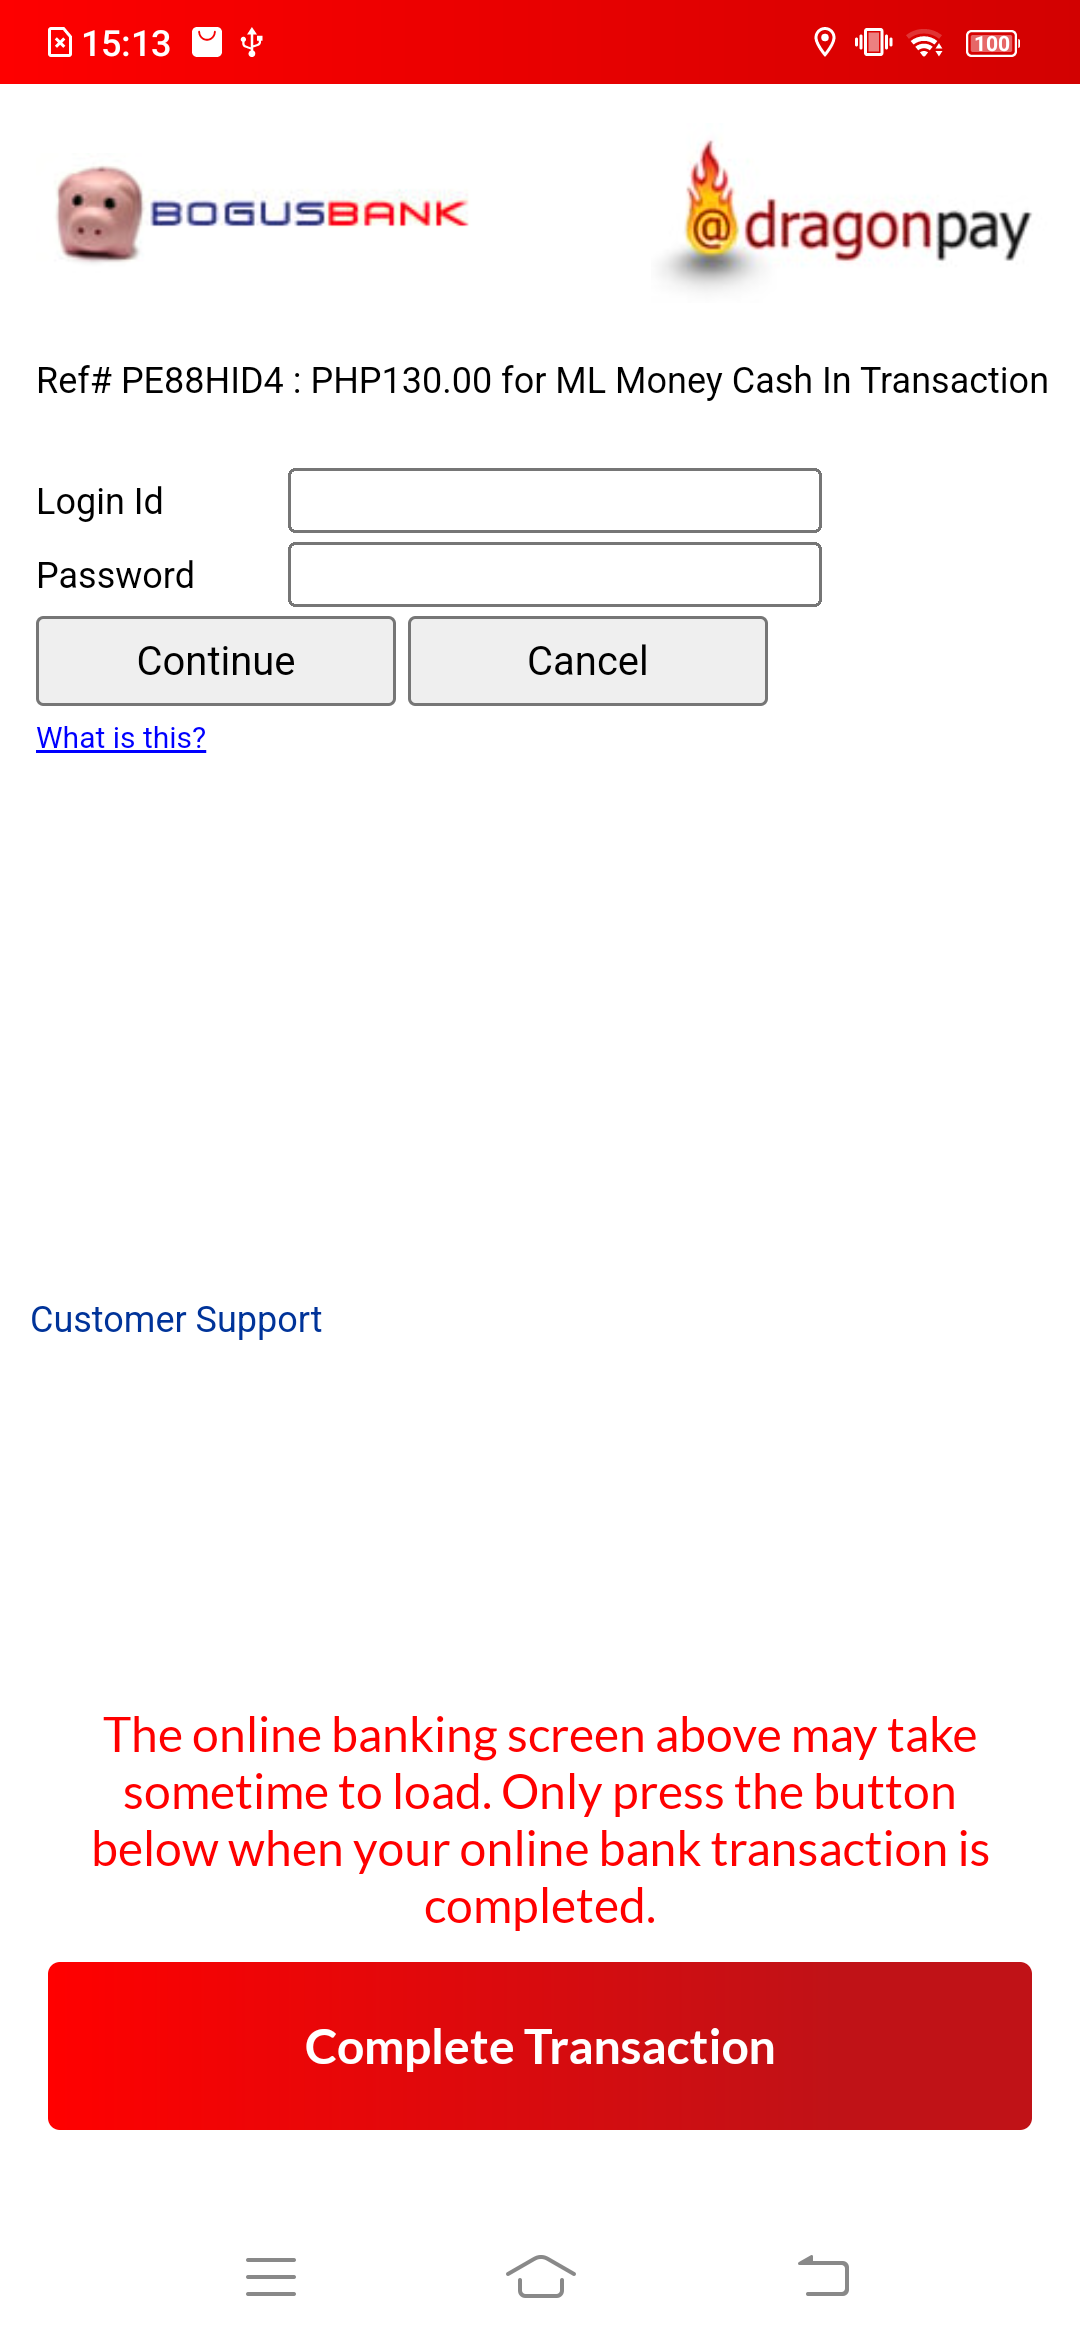 15:13
100
BOGUSBANK
@dragonpay
Ref# PE88HID4 : PHP130.00 for ML Money Cash In Transaction
Login Id
Password
Continue Cancel
What is this?
Customer Support
The online banking screen above may take
sometime to load. Only press the button
below when your online bank transaction is
completed.
Complete Transaction